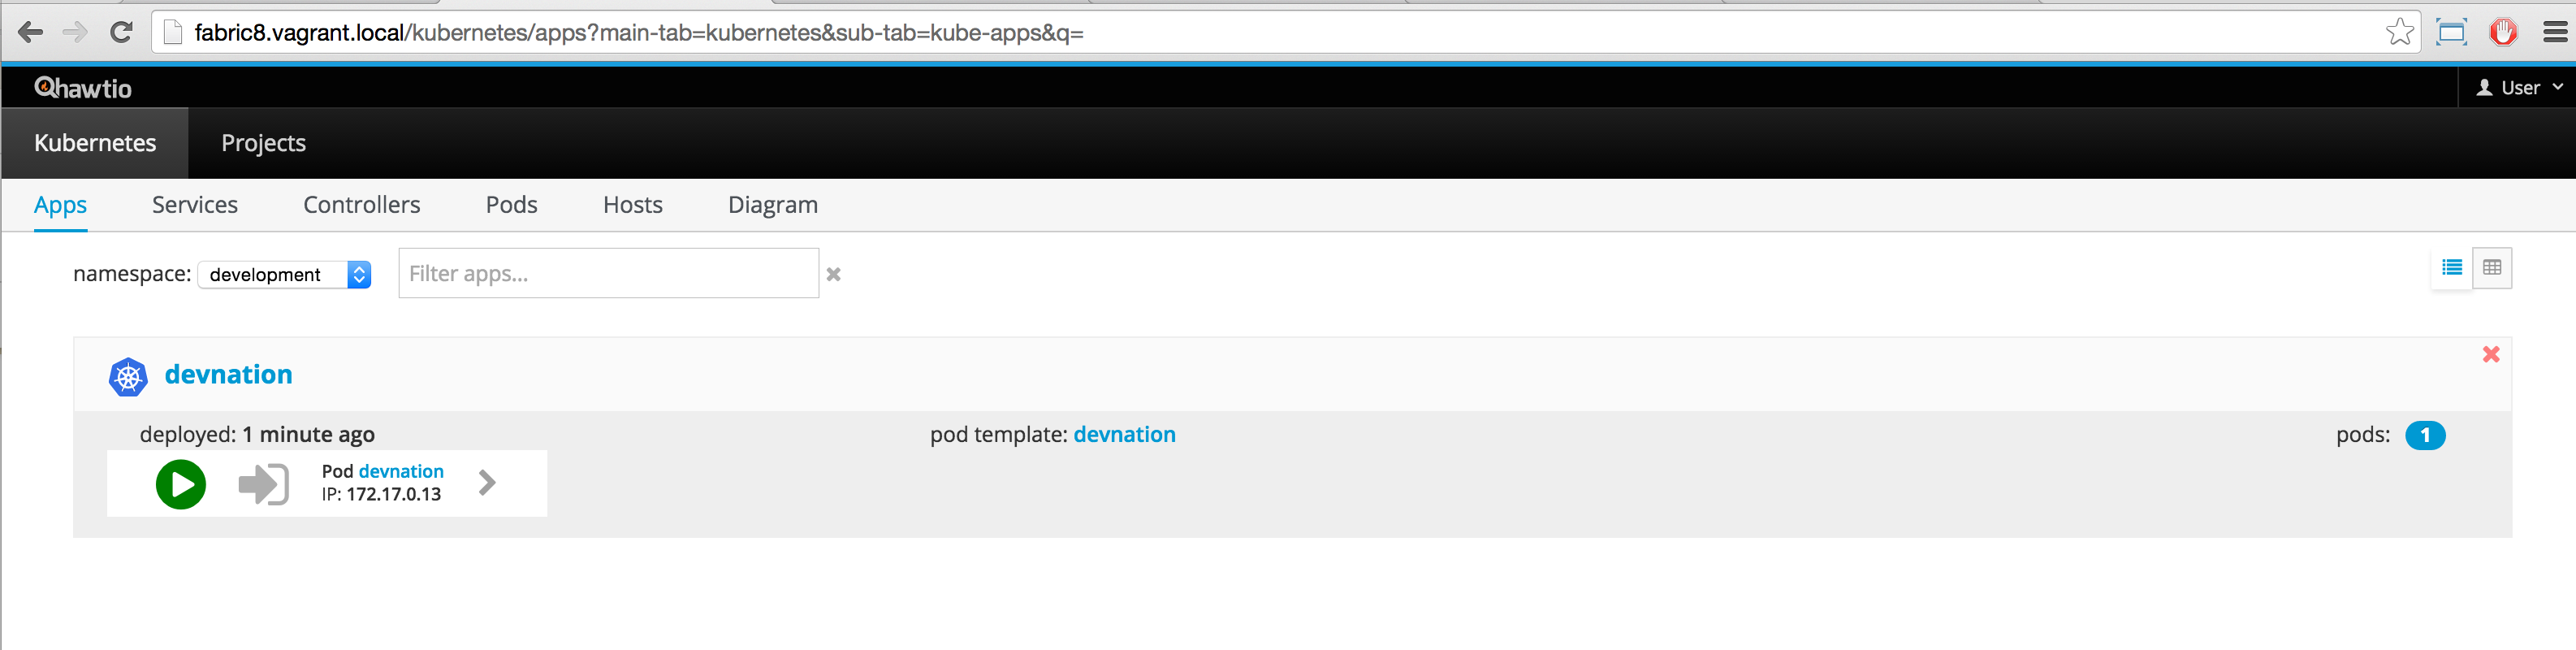 fabric8.vagrant.local/kubernetes/apps?main-tab=kubernetes&sub-tab=kube-apps&q=
hawtio
User
Kubernetes Projects
Apps Services Controllers Pods Hosts Diagram
namespace: development Filter apps...
devnation
deployed: 1 minute ago pod template: devnation pods: 1
Pod devnation
IP: 172.17.0.13